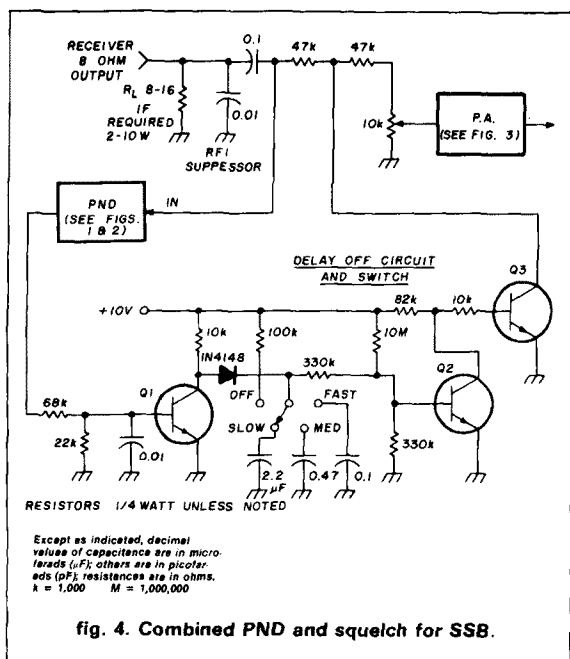 RECEIVER
8 OHM
OUTPUT
0.1
47k
47k
RL 8-16
IF
REQUIRED
2-10W
0.01
RFI
SUPPESSOR
10k
P.A.
(SEE FIG. 3)
PND
(SEE FIGS.
1 & 2)
IN
DELAY OFF CIRCUIT
AND SWITCH
Q3
+10V
82k
10k
10k
100k
10M
1N4148
330k
Q2
Q1
OFF
FAST
68k
SLOW
MED
22k
0.01
330k
2.2
μF
0.47
0.1
RESISTORS 1/4 WATT UNLESS NOTED
Except as indicated, decimal
values of capacitance are in micro-
farads (μF); others are in picofar-
ads (pF); resistances are in ohms.
k = 1,000 M = 1,000,000
fig. 4. Combined PND and squelch for SSB.